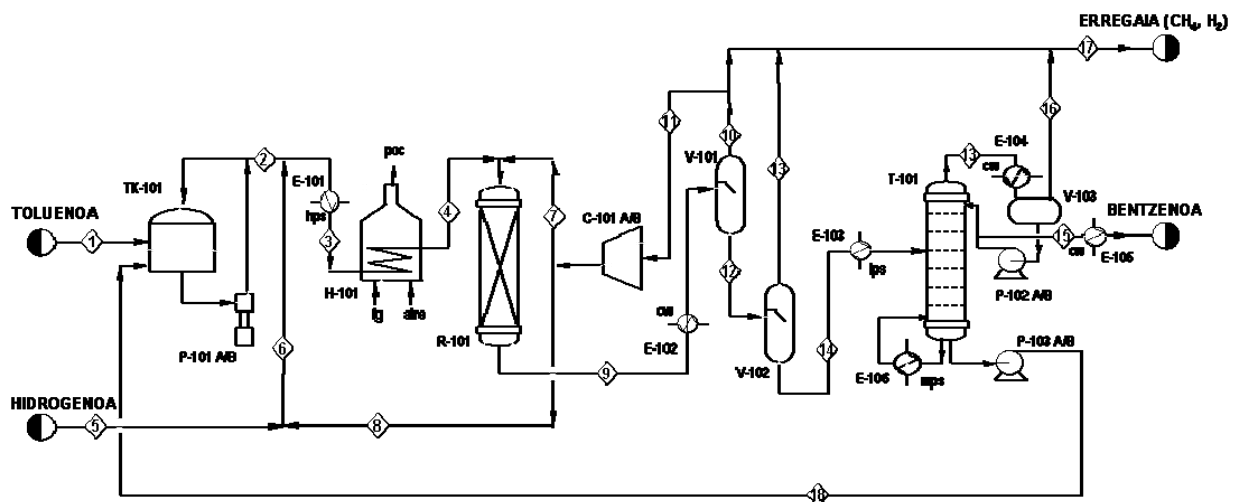 ERREGAIA (CH4, H2)
17
16
11
10
V-101
E-104
13
cw
2
poc
E-101
TK-101
T-101
V-103
13
hps
4
7
C-101 A/B
TOLUENOA
BENTZENOA
1
15
3
E-103
cw
E-105
12
lps
H-101
P-102 A/B
fg
aire
R-101
cw
P-101 A/B
6
E-102
P-103 A/B
9
V-102
14
E-106
mps
HIDROGENOA
5
8
18